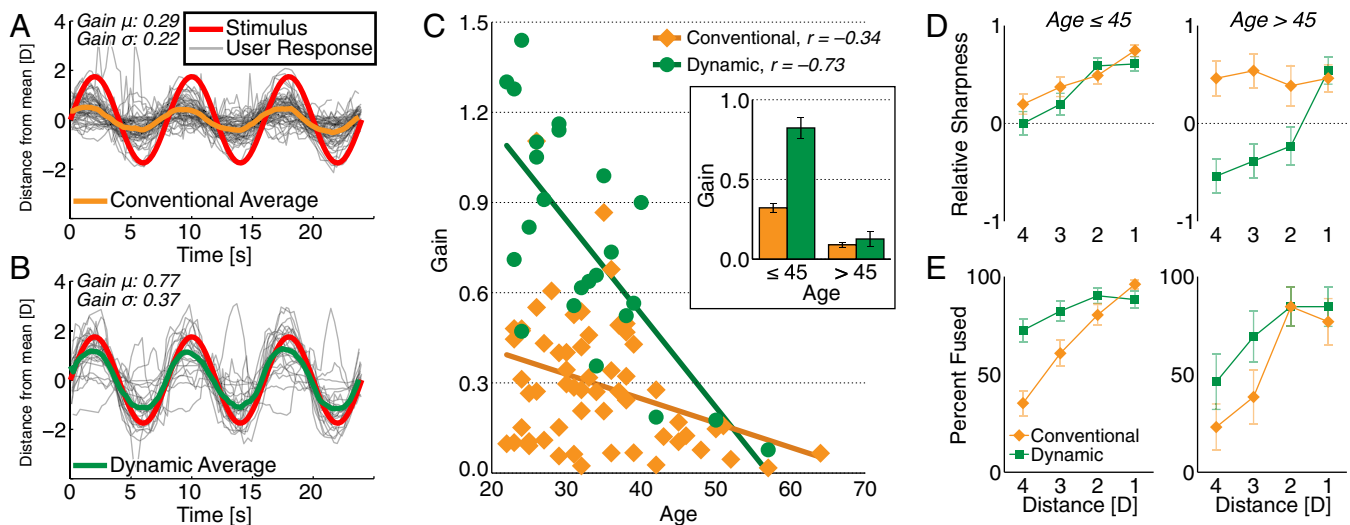 A
Distance from mean [D]
4
2
0
−2
Gain μ: 0.29
Gain σ: 0.22
Stimulus
User Response
Conventional Average
0 5 10 15 20
Time [s]
B
Distance from mean [D]
4
2
0
−2
Gain μ: 0.77
Gain σ: 0.37
Dynamic Average
0 5 10 15 20
Time [s]
C
Conventional, r = −0.34
Dynamic, r = −0.73
Gain
1.5
1.2
0.9
0.6
0.3
0.0
20 30 40 50 60 70
Age
Gain
1.0
0.5
0.0
≤ 45 > 45
Age
D
Age ≤ 45 Age > 45
Relative Sharpness
1 1
0 0
-1 -1
4 3 2 1 4 3 2 1
E
Percent Fused
100 100
50 50
0 0
Conventional
Dynamic
4 3 2 1 4 3 2 1
Distance [D] Distance [D]